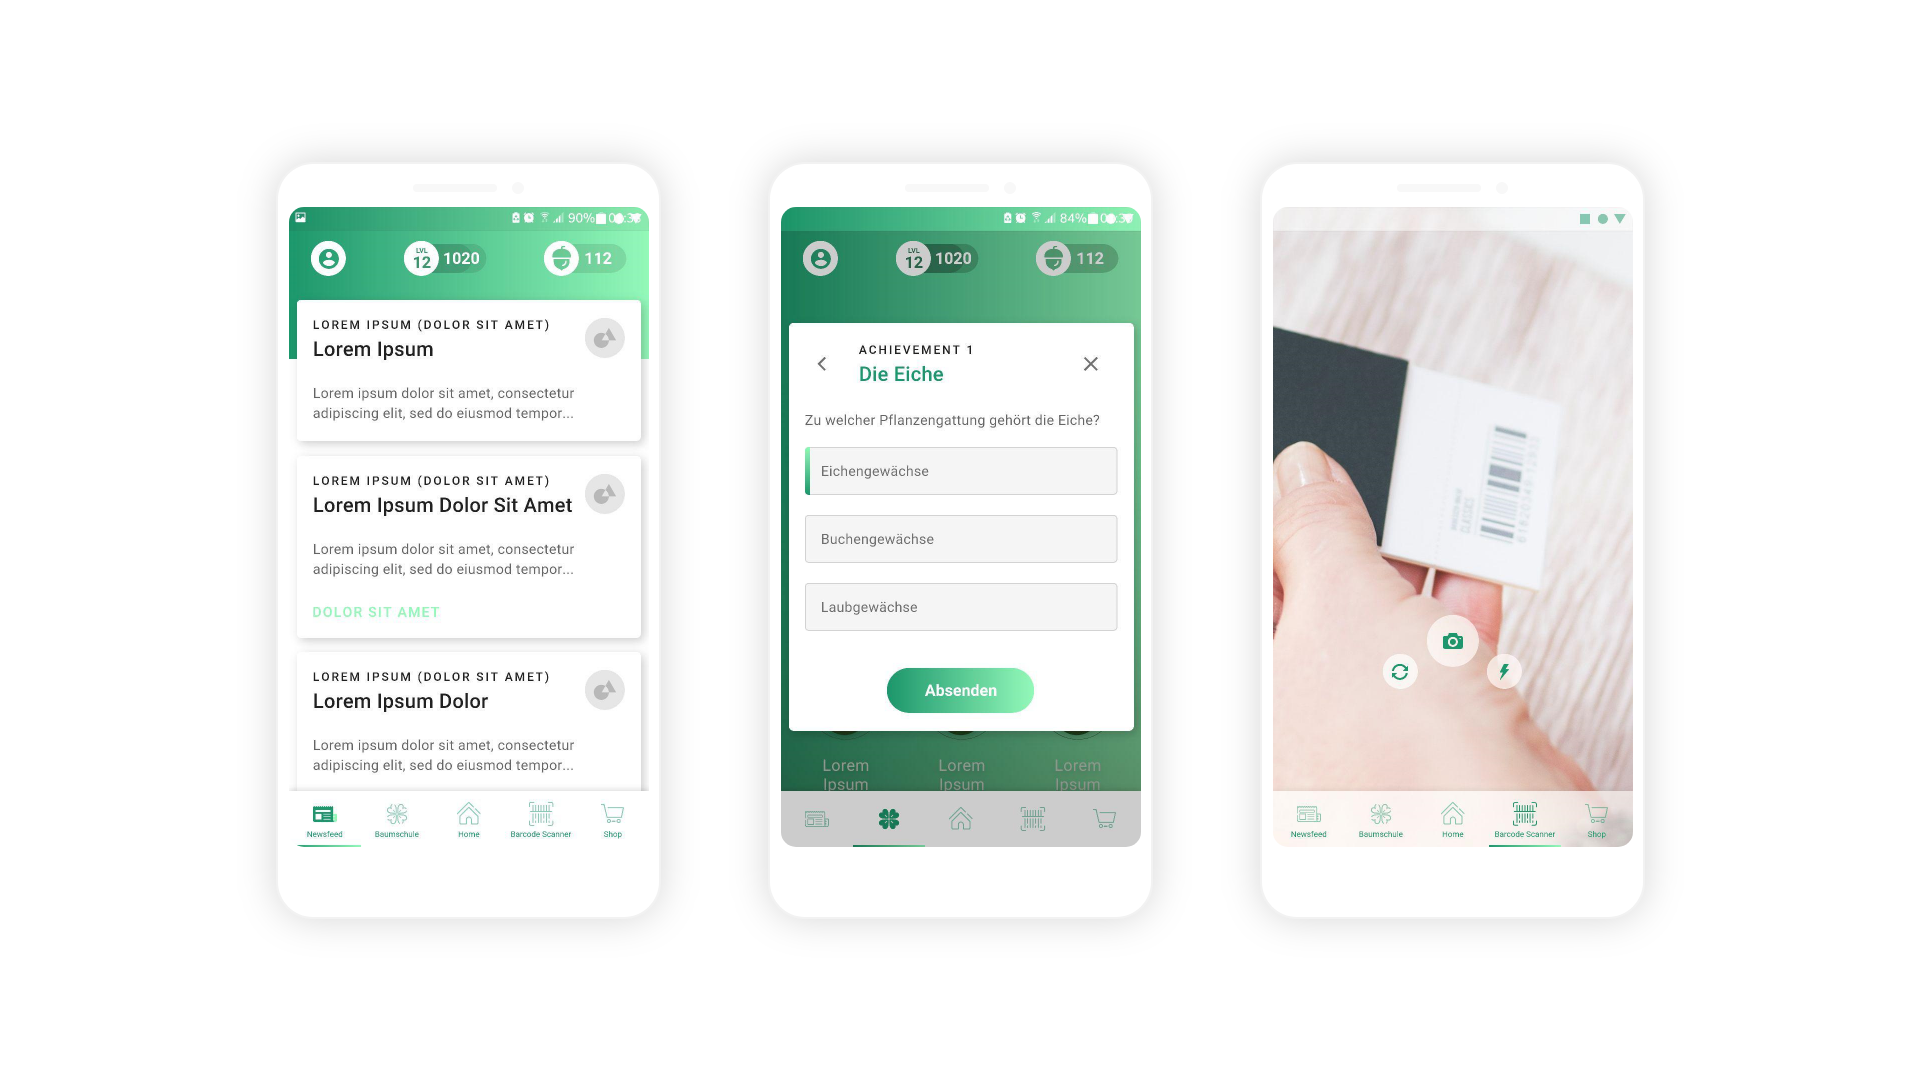 90%
LVL
12
1020
112
LOREM IPSUM (DOLOR SIT AMET)
Lorem Ipsum
Lorem ipsum dolor sit amet, consectetur
adipiscing elit, sed do eiusmod tempor...
LOREM IPSUM (DOLOR SIT AMET)
Lorem Ipsum Dolor Sit Amet
Lorem ipsum dolor sit amet, consectetur
adipiscing elit, sed do eiusmod tempor...
DOLOR SIT AMET
LOREM IPSUM (DOLOR SIT AMET)
Lorem Ipsum Dolor
Lorem ipsum dolor sit amet, consectetur
adipiscing elit, sed do eiusmod tempor...
Newsfeed Baumschule Home Barcode Scanner Shop
84%
LVL
12
1020
112
ACHIEVEMENT 1
Die Eiche
Zu welcher Pflanzengattung gehört die Eiche?
Eichengewächse
Buchengewächse
Laubgewächse
Absenden
Lorem Lorem Lorem
Ipsum Ipsum Ipsum
CLASSICS
Newsfeed Baumschule Home Barcode Scanner Shop